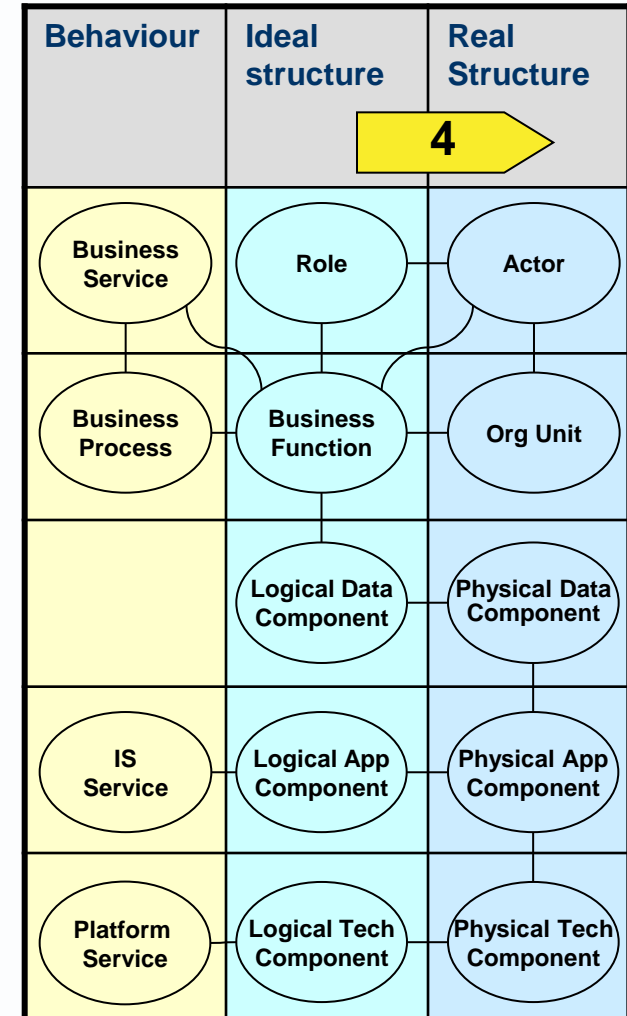 Behaviour
Ideal
structure
Real
Structure
4
Business
Service
Role
Actor
Business
Process
Business
Function
Org Unit
Logical Data
Component
Physical Data
Component
IS
Service
Logical App
Component
Physical App
Component
Platform
Service
Logical Tech
Component
Physical Tech
Component